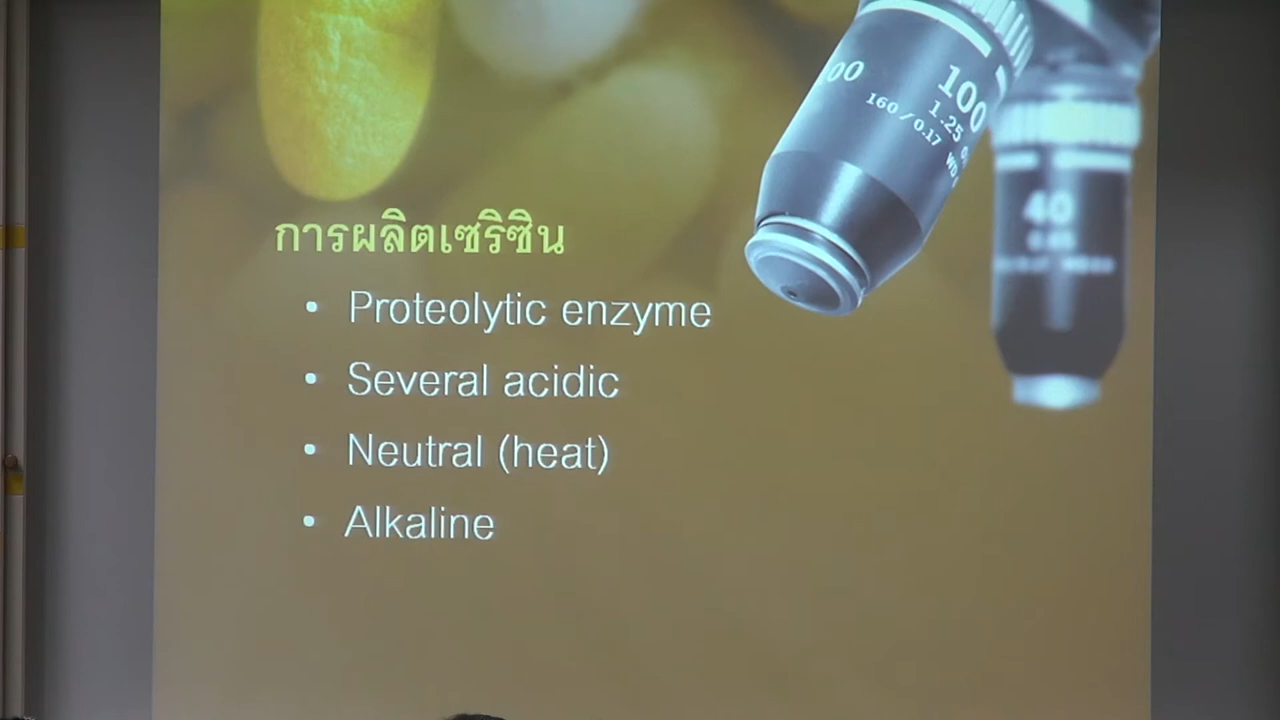 100
1.25
160/0.17
40
การผลิตเซริซิน
• Proteolytic enzyme
• Several acidic
• Neutral (heat)
• Alkaline